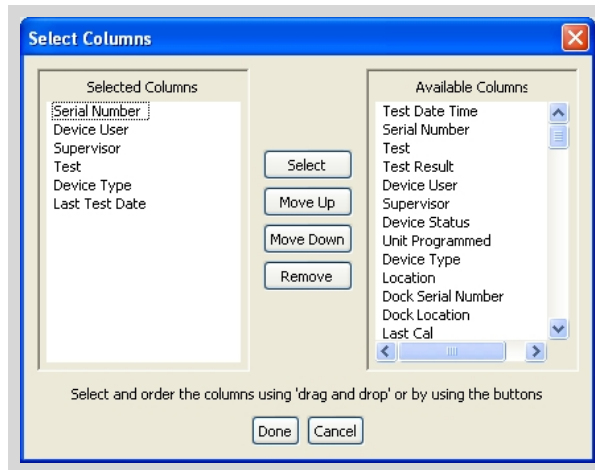 Select Columns
Selected Columns
Serial Number
Device User
Supervisor
Test
Device Type
Last Test Date
Select
Move Up
Move Down
Remove
Available Columns
Test Date Time
Serial Number
Test
Test Result
Device User
Supervisor
Device Status
Unit Programmed
Device Type
Location
Dock Serial Number
Dock Location
Last Cal
Select and order the columns using 'drag and drop' or by using the buttons
Done
Cancel